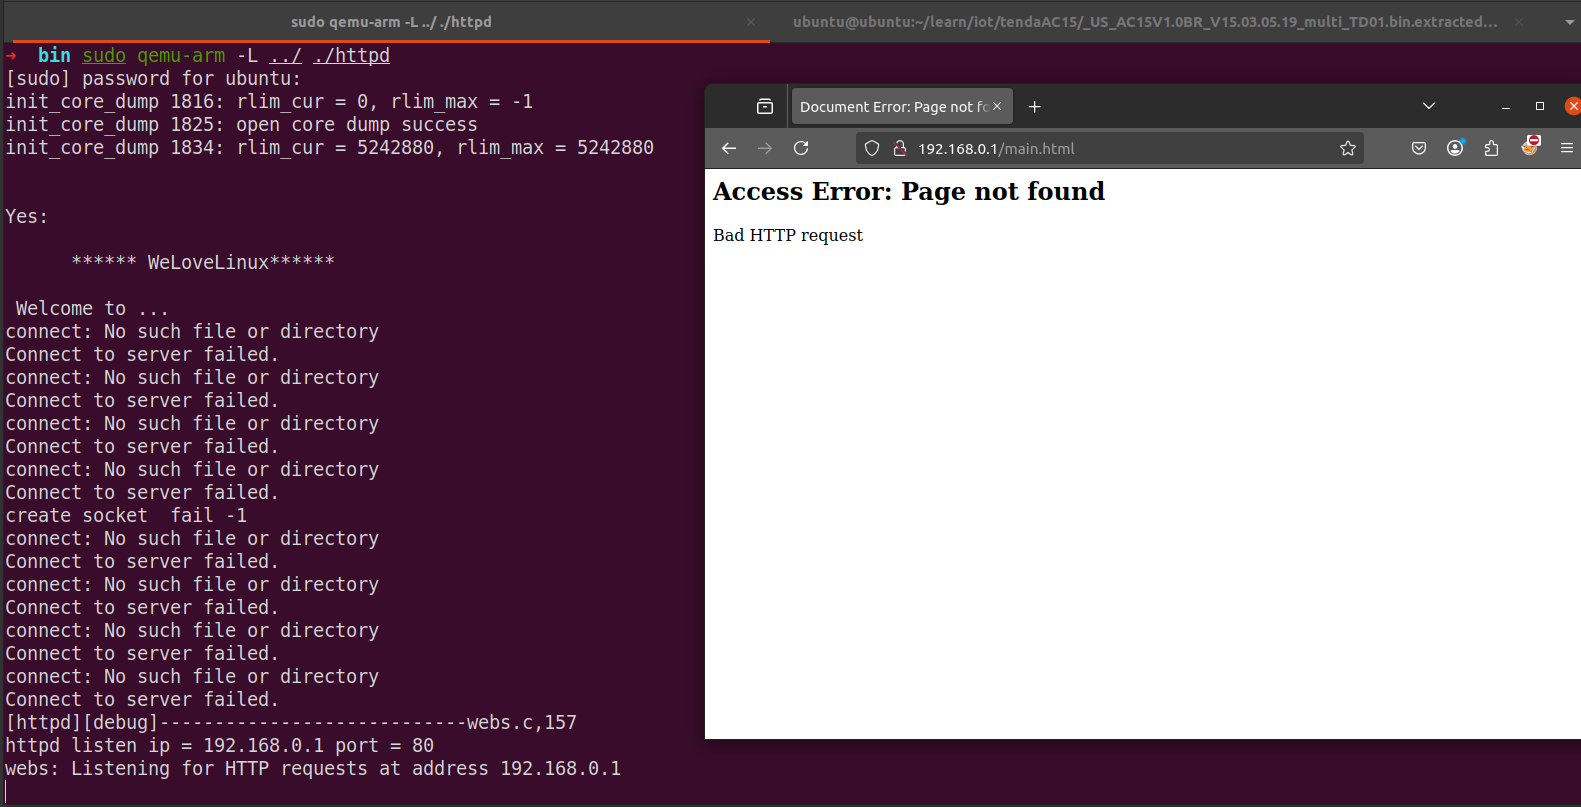 sudo qemu-arm -L ../ ./httpd
ubuntu@ubuntu:~/learn/iot/tendaAC15/_US_AC15V1.0BR_V15.03.05.19_multi_TD01.bin.extracted...
→ bin sudo qemu-arm -L ../ ./httpd
[sudo] password for ubuntu:
init_core_dump 1816: rlim_cur = 0, rlim_max = -1
init_core_dump 1825: open core dump success
init_core_dump 1834: rlim_cur = 5242880, rlim_max = 5242880
Yes:
****** WeLoveLinux******
Welcome to ...
connect: No such file or directory
Connect to server failed.
connect: No such file or directory
Connect to server failed.
connect: No such file or directory
Connect to server failed.
connect: No such file or directory
Connect to server failed.
create socket  fail -1
connect: No such file or directory
Connect to server failed.
connect: No such file or directory
Connect to server failed.
connect: No such file or directory
Connect to server failed.
connect: No such file or directory
Connect to server failed.
[httpd][debug]----------------------------webs.c,157
httpd listen ip = 192.168.0.1 port = 80
webs: Listening for HTTP requests at address 192.168.0.1
Document Error: Page not fo
192.168.0.1/main.html
Access Error: Page not found
Bad HTTP request